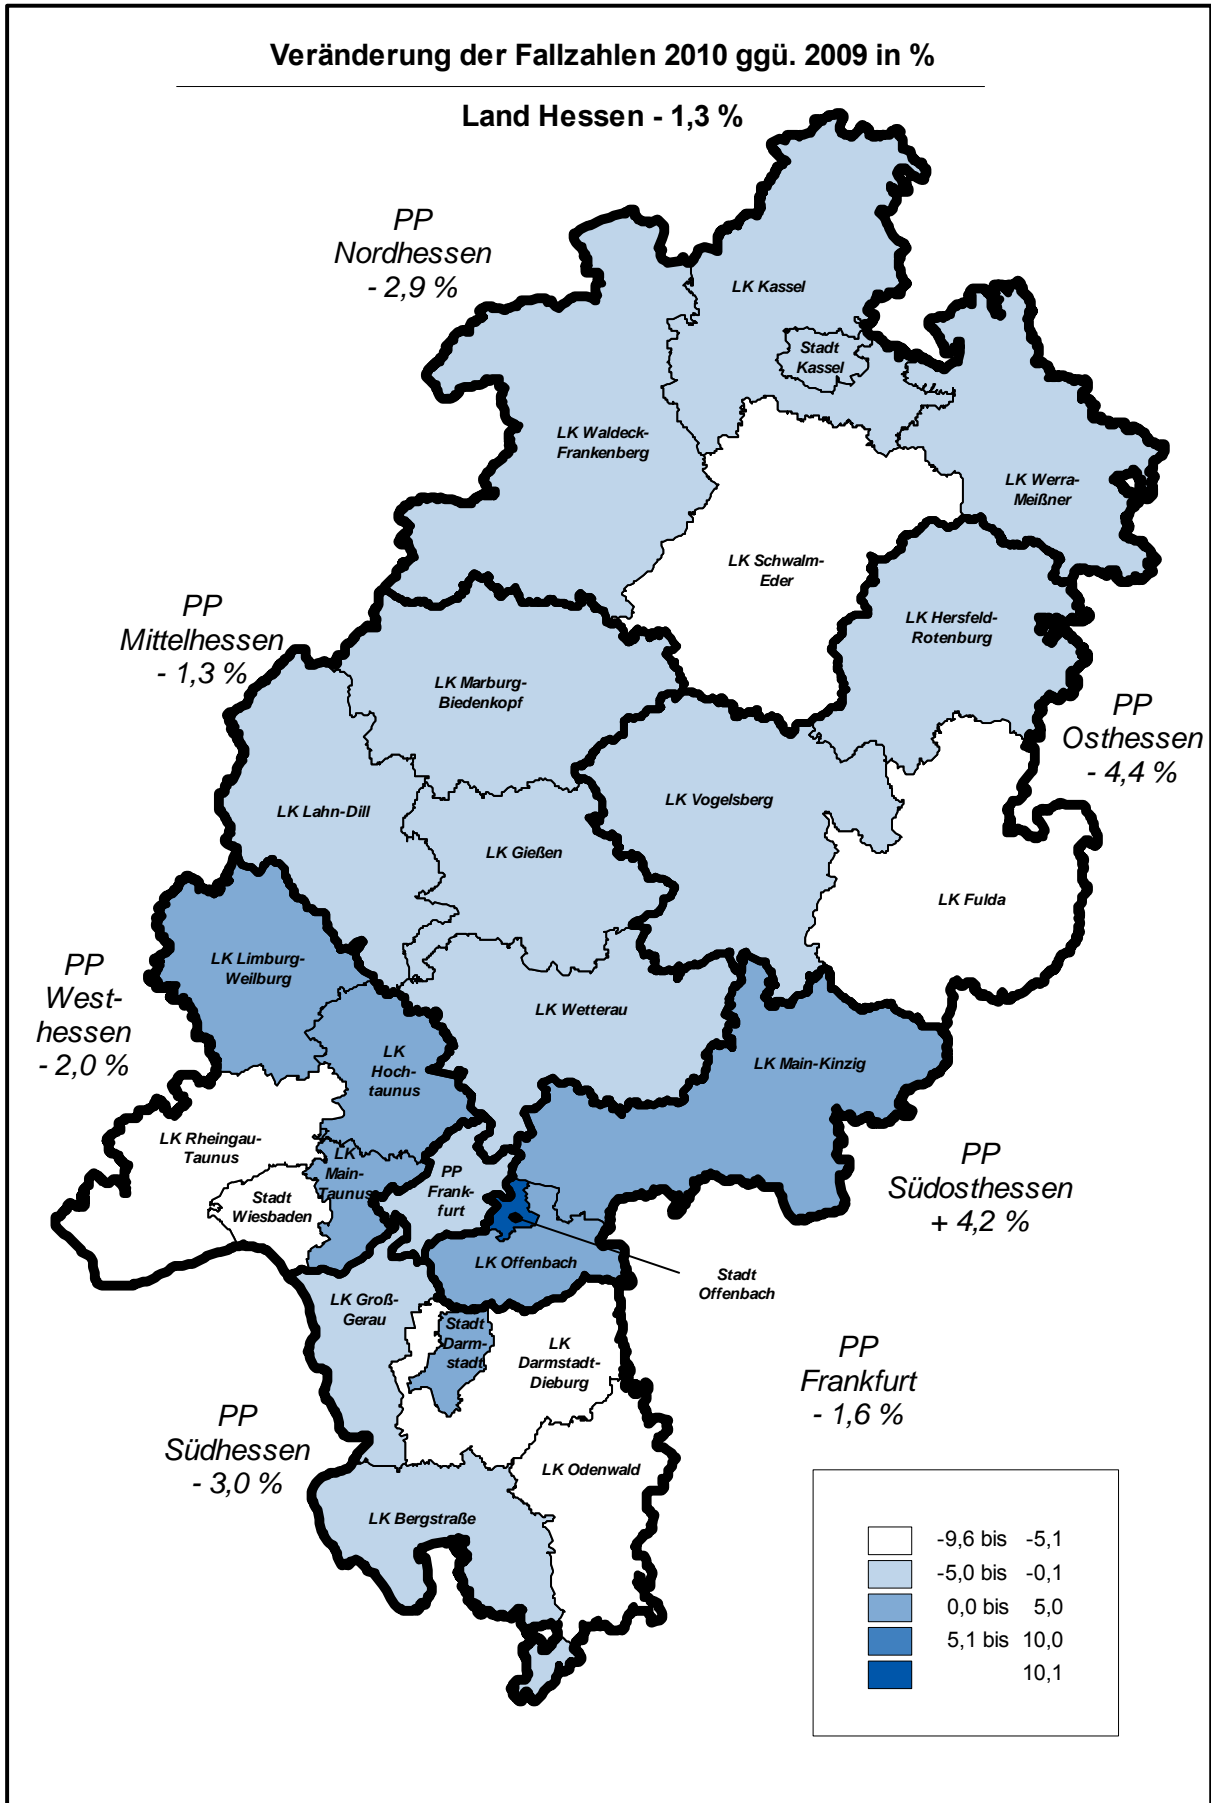 Veränderung der Fallzahlen 2010 ggü. 2009 in %
Land Hessen - 1,3 %
PP
Nordhessen
- 2,9 %
LK Kassel
Stadt
Kassel
LK Waldeck-
Frankenberg
LK Werra-
Meißner
LK Schwalm-
Eder
LK Hersfeld-
Rotenburg
PP
Mittelhessen
- 1,3 %
LK Marburg-
Biedenkopf
PP
Osthessen
- 4,4 %
LK Lahn-Dill
LK Vogelsberg
LK Gießen
LK Fulda
PP
West-
hessen
- 2,0 %
LK Limburg-
Weilburg
LK Wetterau
LK
Hoch-
taunus
LK Main-Kinzig
LK Rheingau-
Taunus
LK
Main-
Taunus
Stadt
Wiesbaden
PP
Frank-
furt
PP
Südosthessen
+ 4,2 %
LK Offenbach
Stadt
Offenbach
LK Groß-
Gerau
Stadt
Darm-
stadt
LK
Darmstadt-
Dieburg
PP
Frankfurt
- 1,6 %
PP
Südhessen
- 3,0 %
LK Odenwald
LK Bergstraße
-9,6 bis -5,1
-5,0 bis -0,1
0,0 bis 5,0
5,1 bis 10,0
10,1